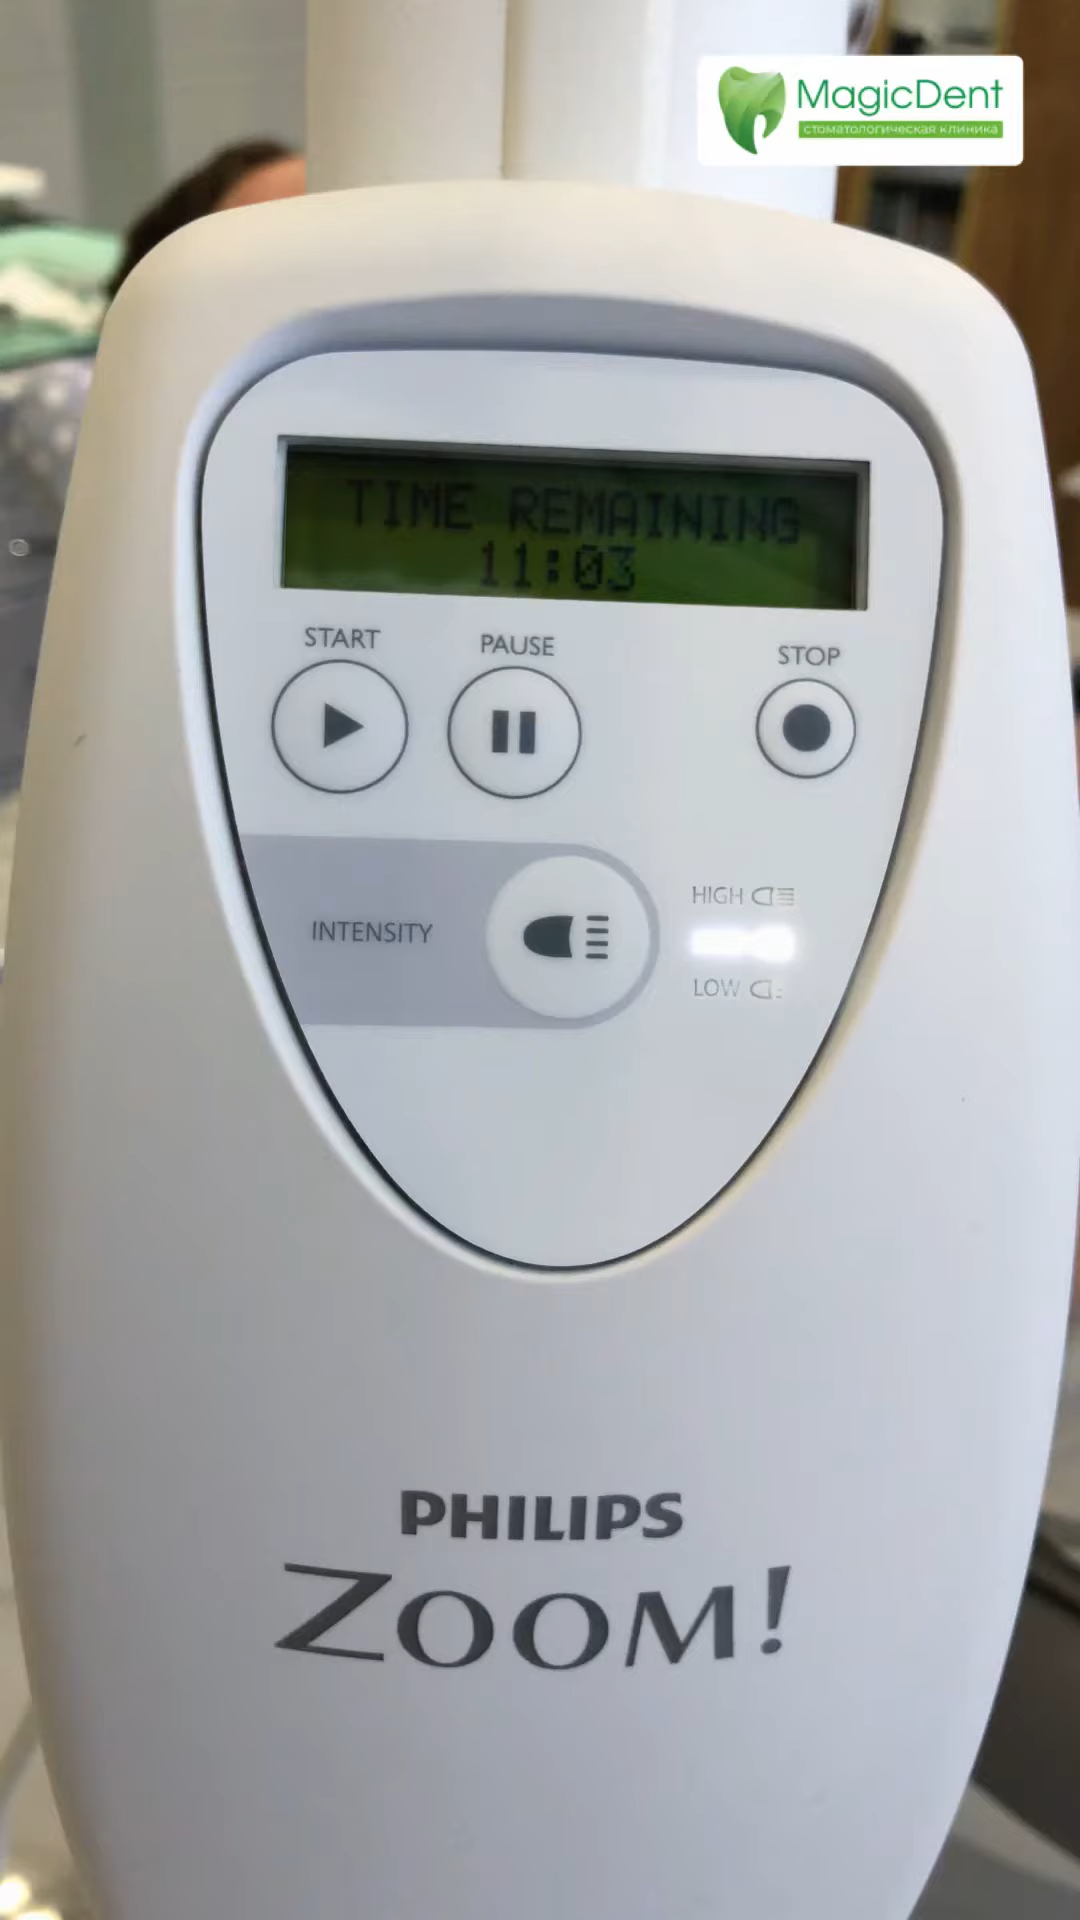 MagicDent
стоматологическая клиника
TIME REMAINING
11:03
START
PAUSE
STOP
INTENSITY
HIGH
LOW
PHILIPS
ZOOM!